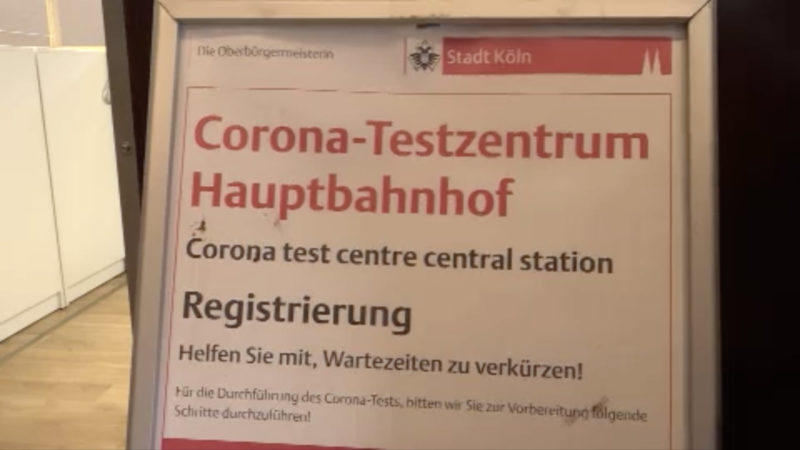 Die Oberbürgermeisterin
Stadt Köln
Corona-Testzentrum
Hauptbahnhof
Corona test centre central station
Registrierung
Helfen Sie mit, Wartezeiten zu verkürzen!
Für die Durchführung des Corona-Tests, bitten wir Sie zur Vorbereitung folgende
Schritte durchzuführen!